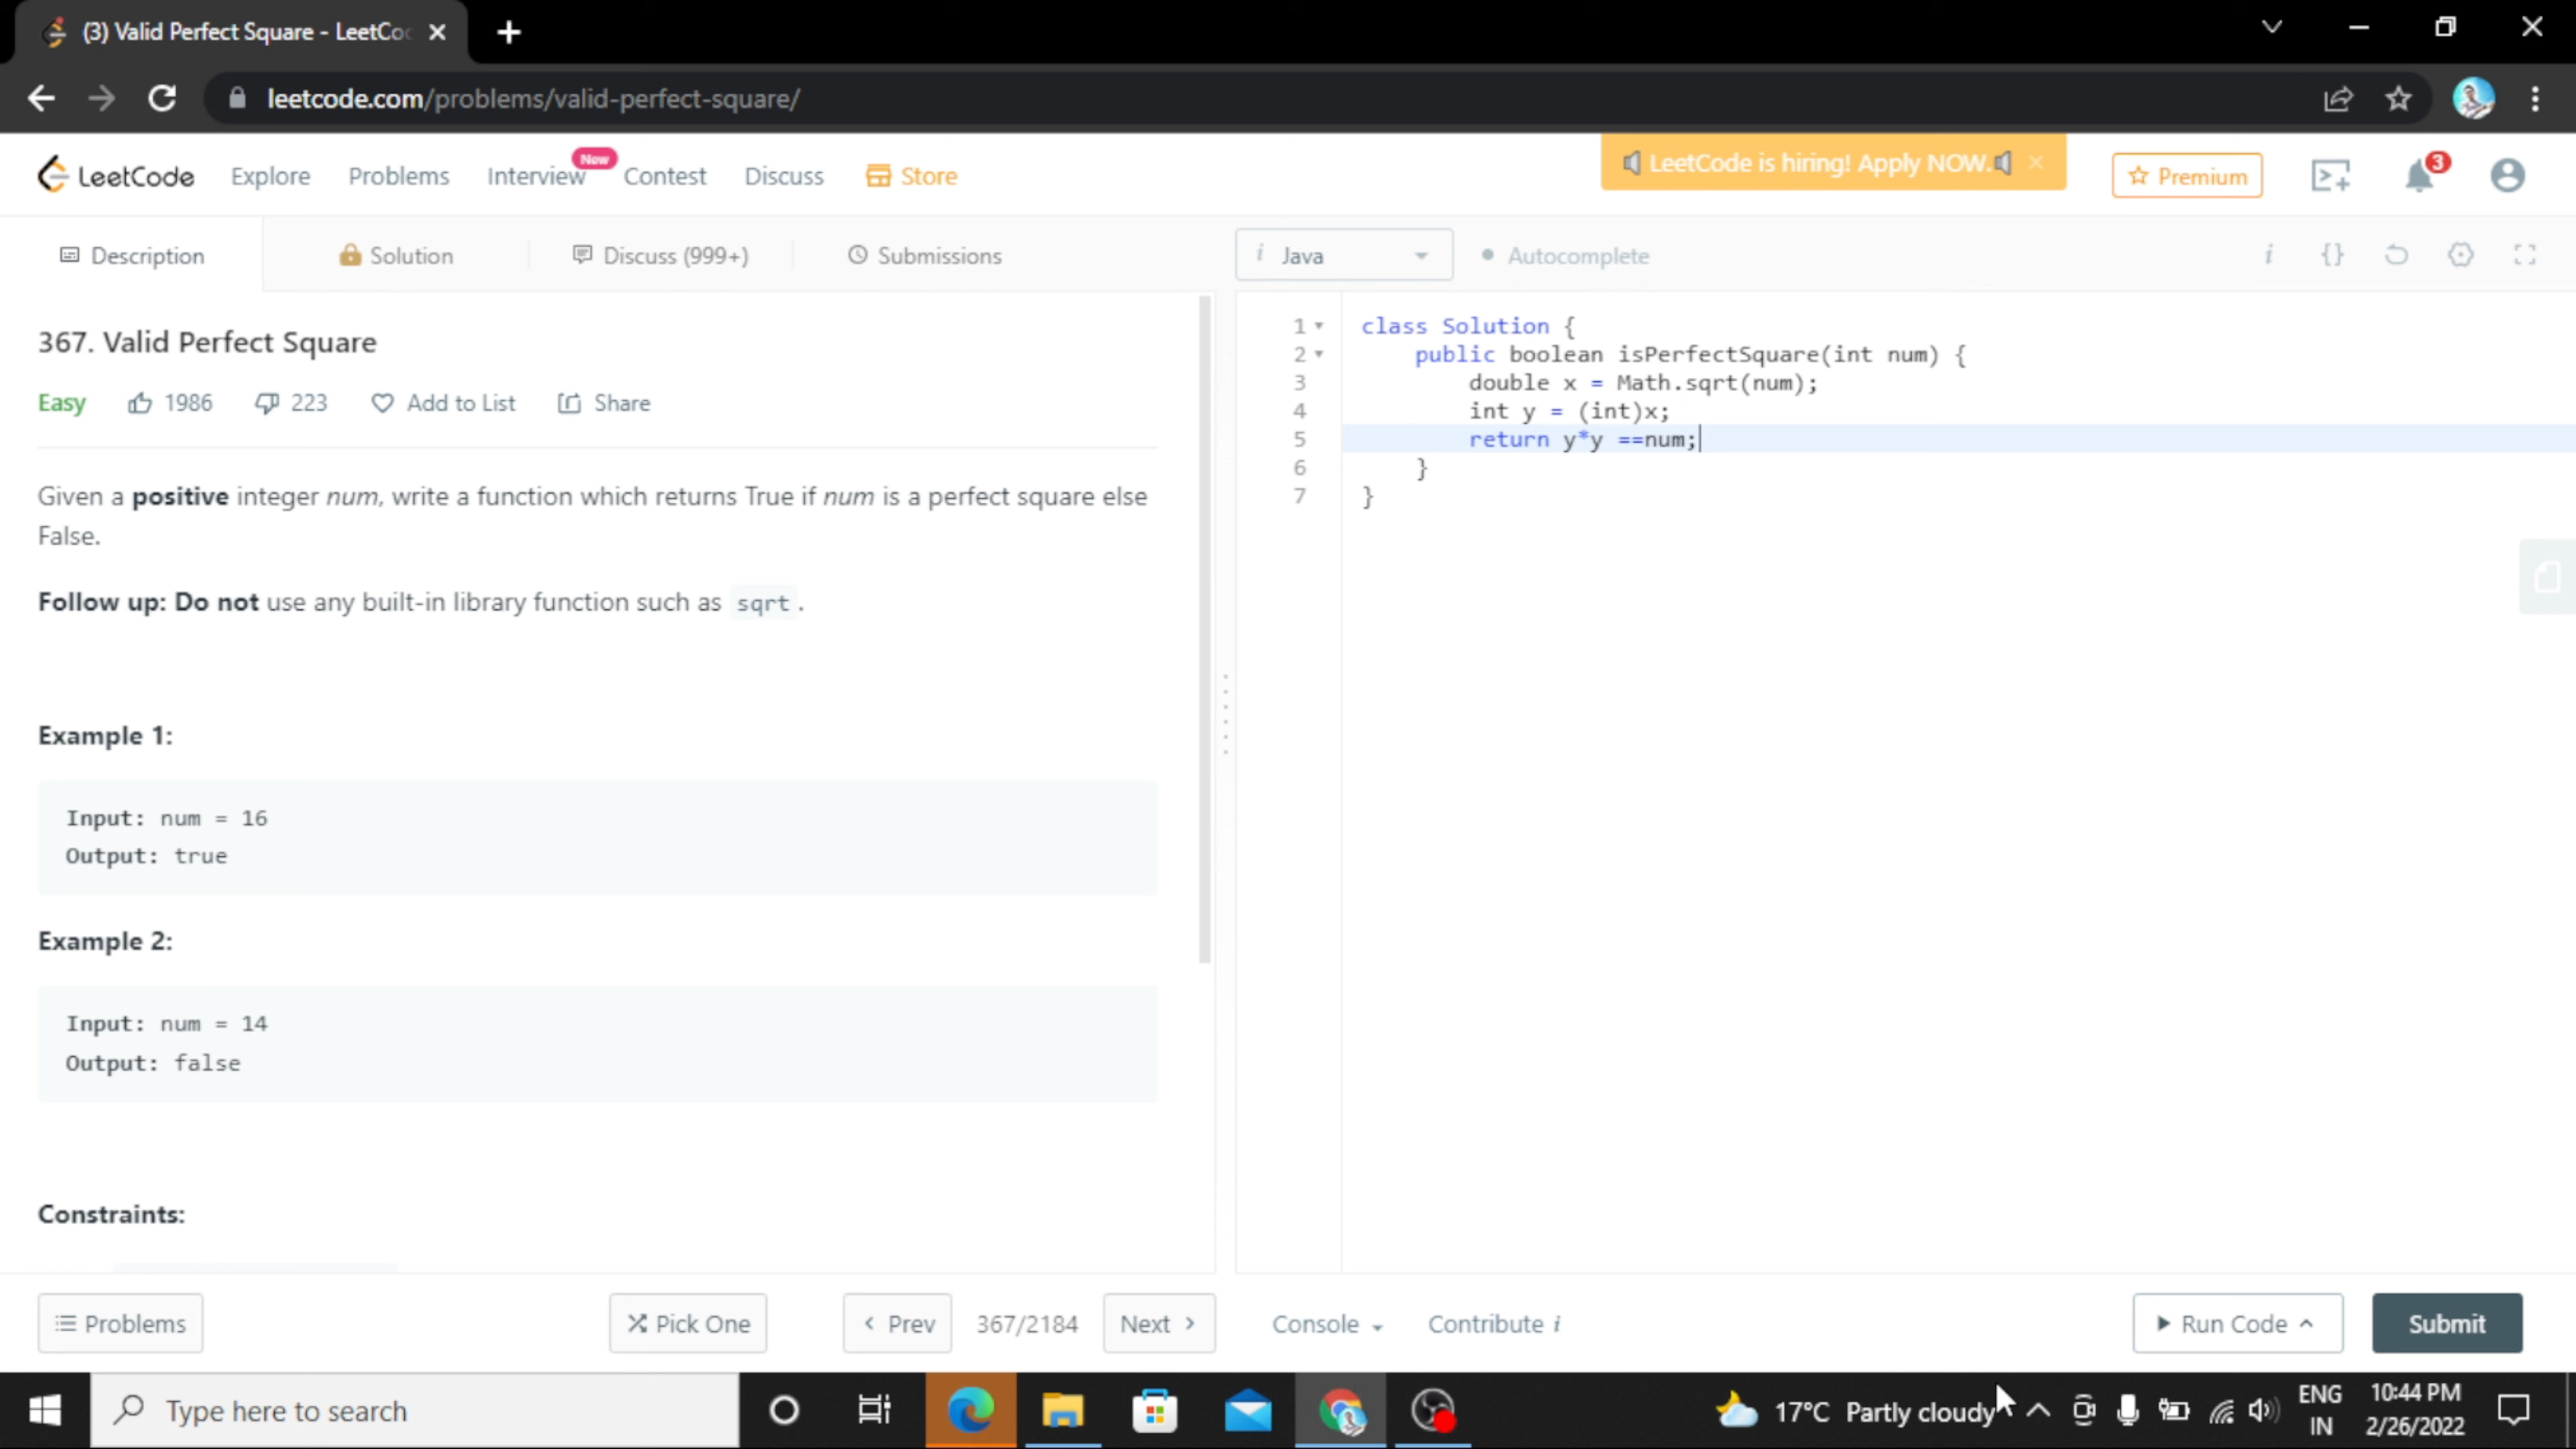 (3) Valid Perfect Square - LeetCo
leetcode.com/problems/valid-perfect-square/
LeetCode Explore Problems Interview New Contest Discuss Store LeetCode is hiring! Apply NOW. Premium 3
Description Solution Discuss (999+) Submissions
i Java Autocomplete i {}
367. Valid Perfect Square
Easy 1986 223 Add to List Share
Given a positive integer num, write a function which returns True if num is a perfect square else
False.
Follow up: Do not use any built-in library function such as sqrt.
Example 1:
Input: num = 16
Output: true
Example 2:
Input: num = 14
Output: false
Constraints:
1 class Solution {
2 public boolean isPerfectSquare(int num) {
3 double x = Math.sqrt(num);
4 int y = (int)x;
5 return y*y ==num;
6 }
7 }
Problems Pick One < Prev 367/2184 Next > Console Contribute i Run Code Submit
Type here to search 17°C Partly cloudy ENG 10:44 PM
IN 2/26/2022